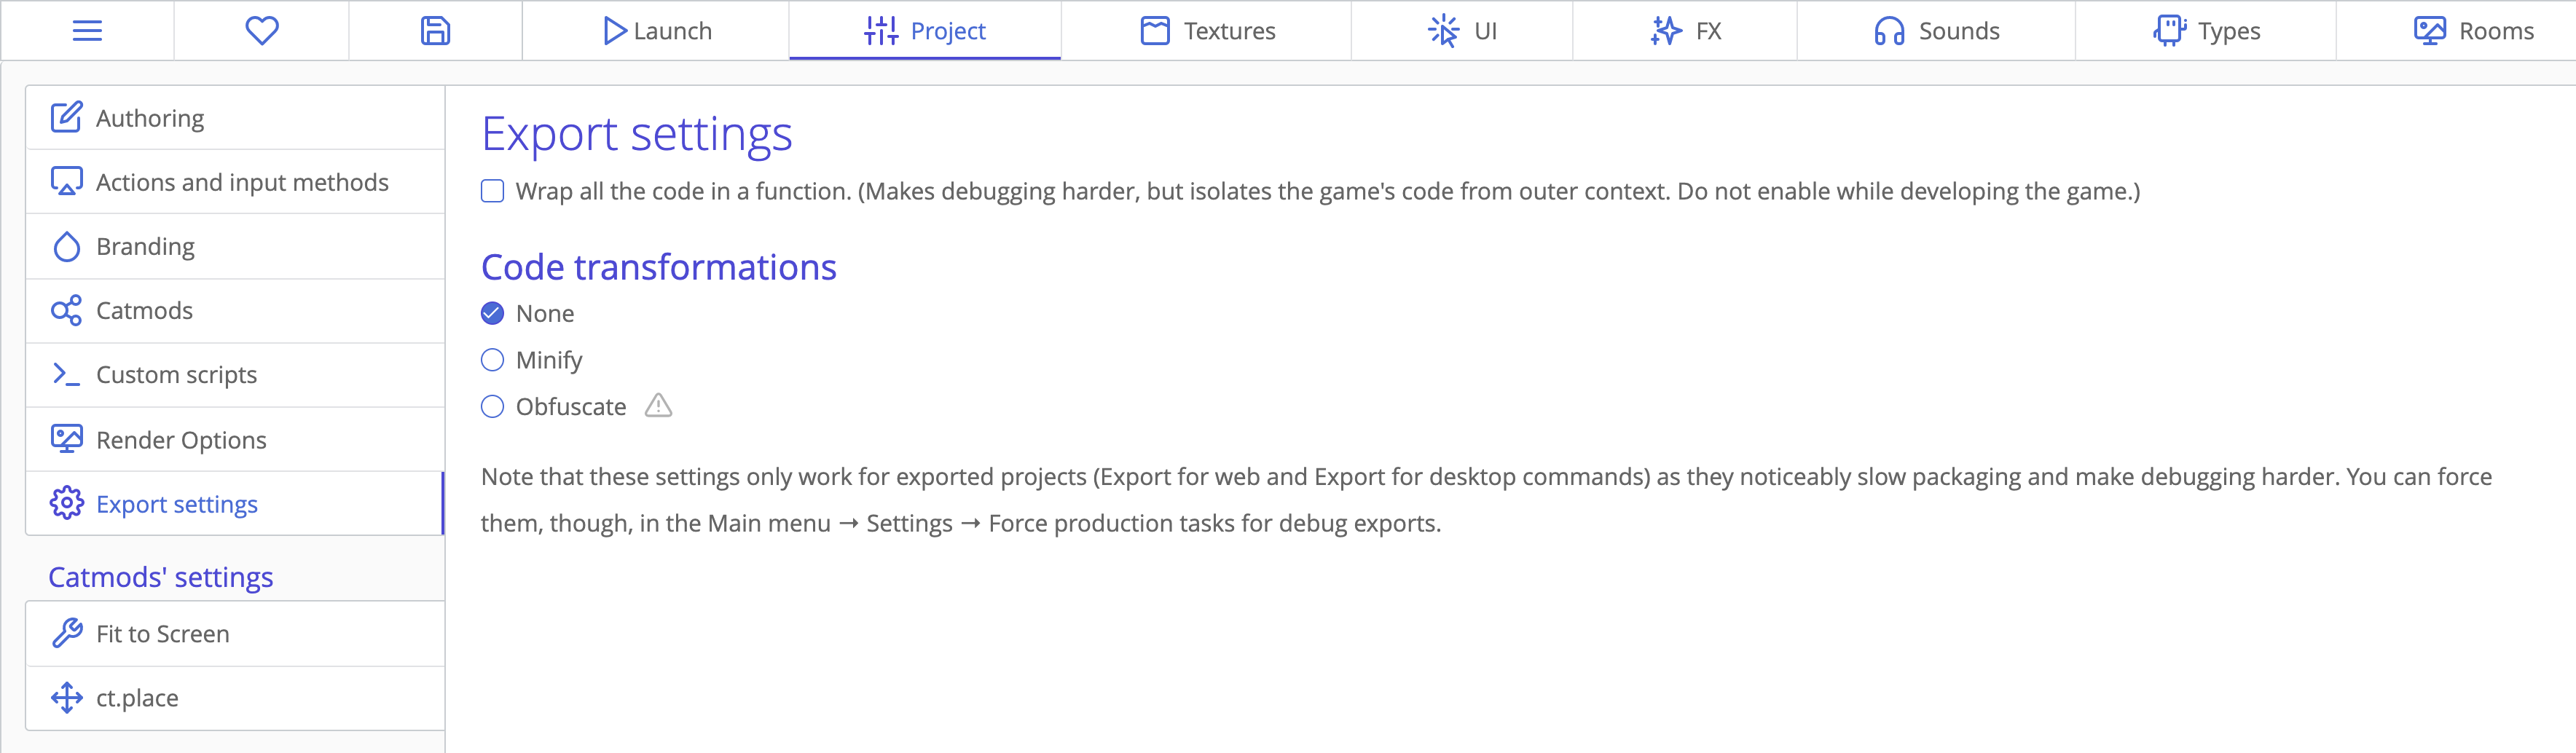 Launch
Project
Textures
UI
FX
Sounds
Types
Rooms
Authoring
Actions and input methods
Branding
Catmods
Custom scripts
Render Options
Export settings
Catmods' settings
Fit to Screen
ct.place
Export settings
Wrap all the code in a function. (Makes debugging harder, but isolates the game's code from outer context. Do not enable while developing the game.)
Code transformations
None
Minify
Obfuscate
Note that these settings only work for exported projects (Export for web and Export for desktop commands) as they noticeably slow packaging and make debugging harder. You can force
them, though, in the Main menu → Settings → Force production tasks for debug exports.